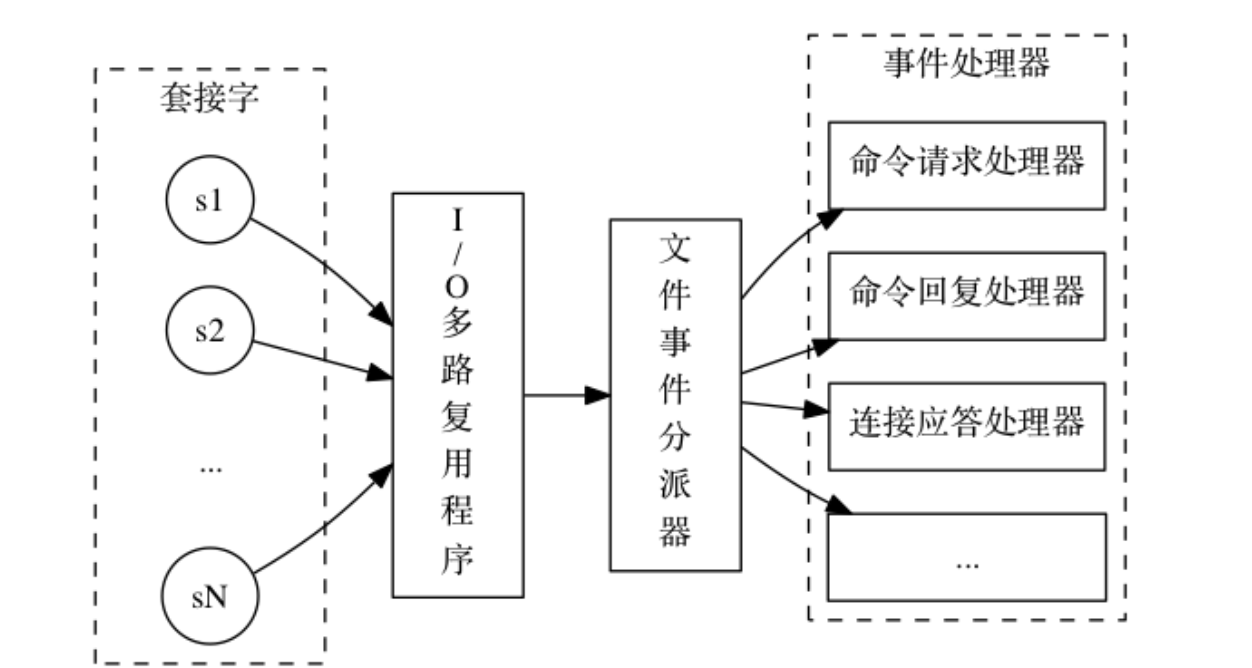 套接字
s1
s2
...
sN
I/O多路复用程序
文件事件分派器
事件处理器
命令请求处理器
命令回复处理器
连接应答处理器
...